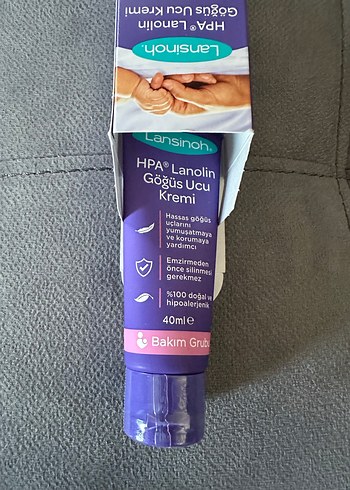 HPA® Lanolin
Göğüs Ucu Kremi
Lansinoh®
Lansinoh®
HPA® Lanolin
Göğüs Ucu
Kremi
Hassas göğüs
uçlarını
yumuşatmaya
ve korumaya
yardımcı
Emzirmeden
önce silinmesi
gerekmez
%100 doğal ve
hipoalerjenik
40ml e
Bakım Grubu